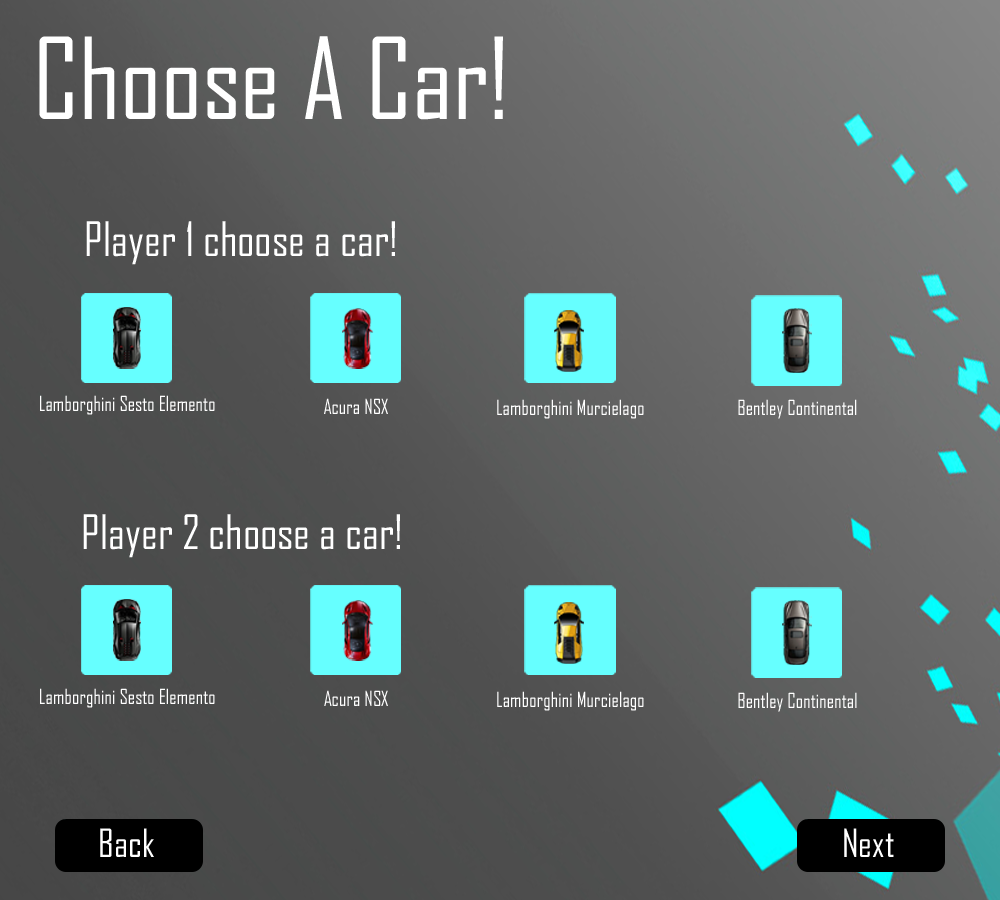 Choose A Car!
Player 1 choose a car!
Lamborghini Sesto Elemento
Acura NSX
Lamborghini Murcielago
Bentley Continental
Player 2 choose a car!
Lamborghini Sesto Elemento
Acura NSX
Lamborghini Murcielago
Bentley Continental
Back
Next